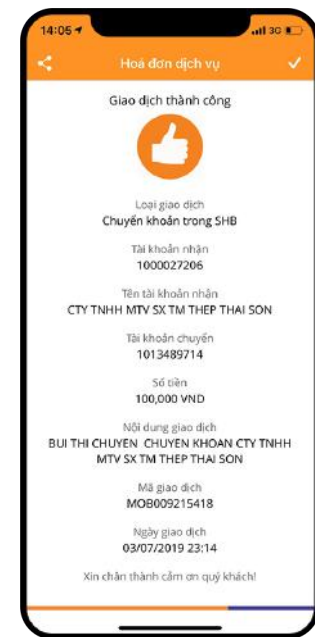 14:05
3G
Hoá đơn dịch vụ
Giao dịch thành công
Loại giao dịch
Chuyển khoản trong SHB
Tài khoản nhận
1000027206
Tên tài khoản nhận
CTY TNHH MTV SX TM THEP THAI SON
Tài khoản chuyển
1013489714
Số tiền
100,000 VND
Nội dung giao dịch
BUI THI CHUYEN CHUYEN KHOAN CTY TNHH
MTV SX TM THEP THAI SON
Mã giao dịch
MOB009215418
Ngày giao dịch
03/07/2019 23:14
Xin chân thành cảm ơn quý khách!